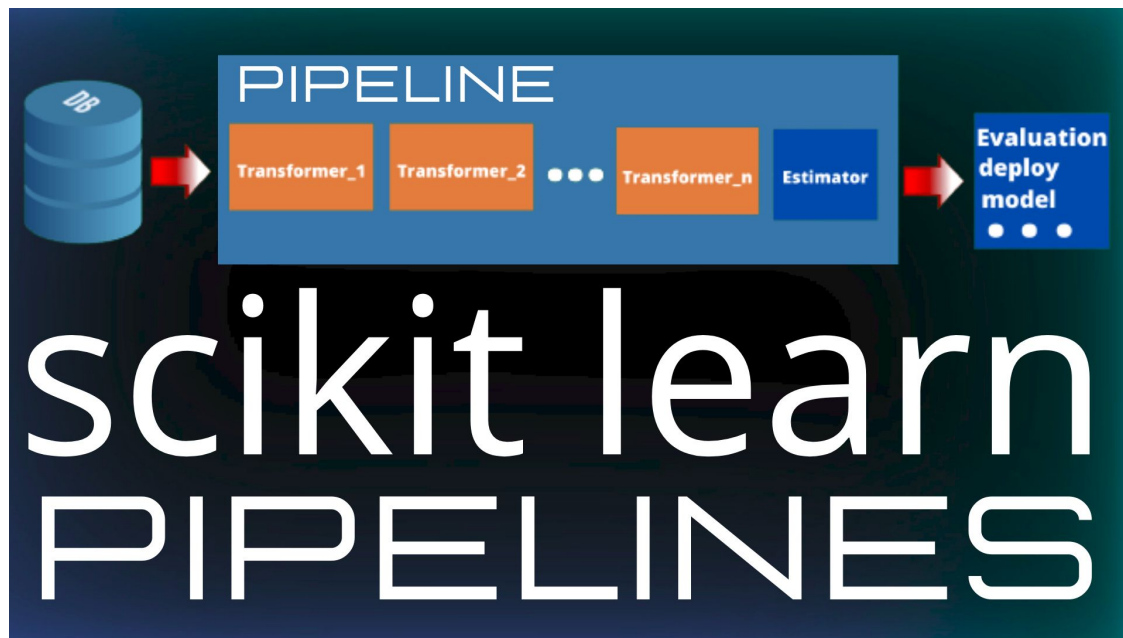 PIPELINE
DB
Transformer_1
Transformer_2
Transformer_n
Estimator
Evaluation
deploy
model
scikit learn
PIPELINES